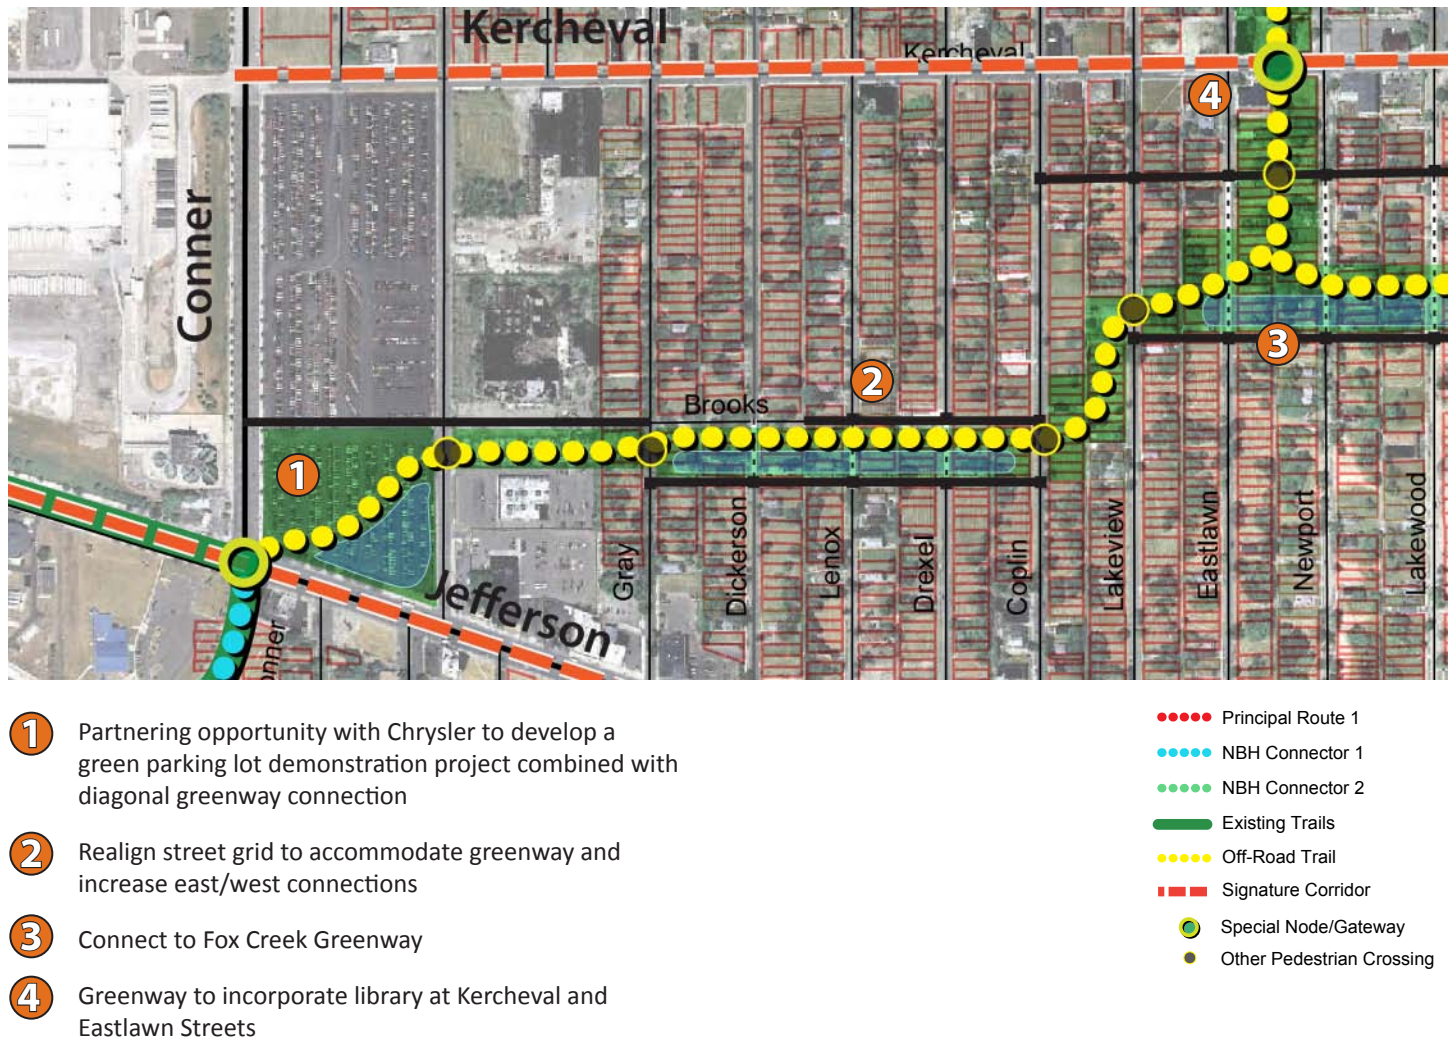 Kercheval
Kercheval
4
Conner
3
2
Brooks
1
Gray
Dickerson
Lenox
Drexel
Coplin
Lakeview
Eastlawn
Newport
Lakewood
Jefferson
onner
1 Partnering opportunity with Chrysler to develop a
green parking lot demonstration project combined with
diagonal greenway connection
2 Realign street grid to accommodate greenway and
increase east/west connections
3 Connect to Fox Creek Greenway
4 Greenway to incorporate library at Kercheval and
Eastlawn Streets
Principal Route 1
NBH Connector 1
NBH Connector 2
Existing Trails
Off-Road Trail
Signature Corridor
Special Node/Gateway
Other Pedestrian Crossing